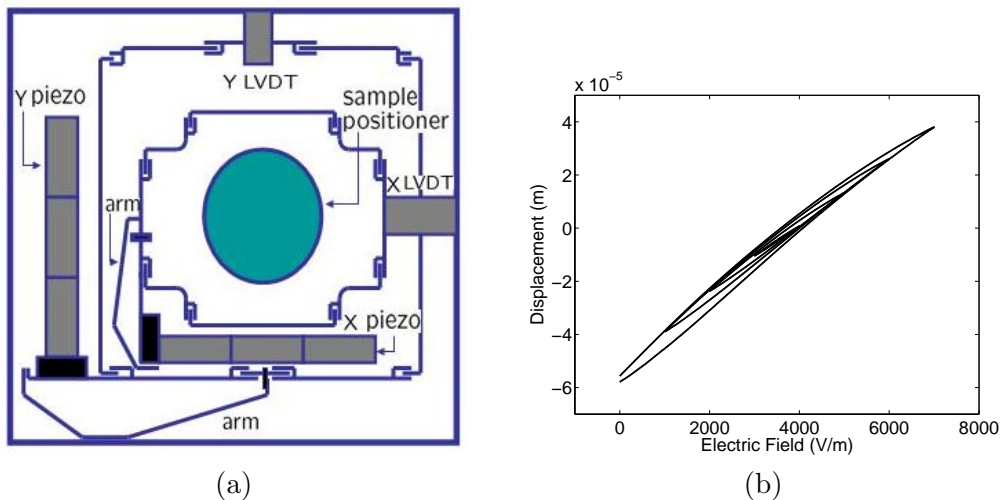 Y LVDT
Y piezo
sample
positioner
X LVDT
arm
X piezo
arm
(a)
x 10⁻⁵
4
2
0
−2
−4
−6
Displacement (m)
0 2000 4000 6000 8000
Electric Field (V/m)
(b)